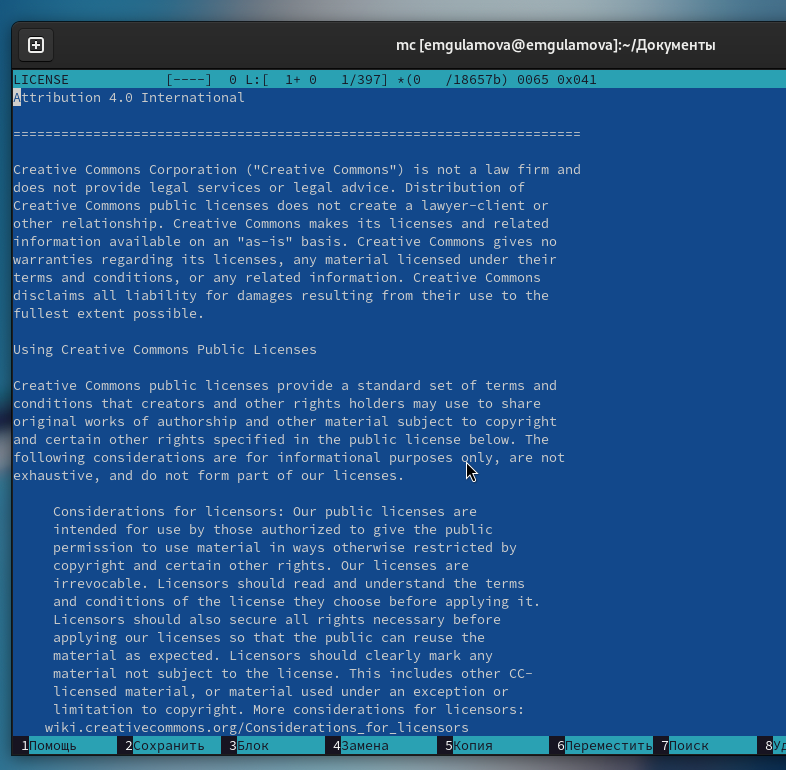 mc [emgulamova@emgulamova]:~/Документы
LICENSE            [----]  0 L:[  1+ 0   1/397] *(0   /18657b) 0065 0x041
Attribution 4.0 International
=======================================================================
Creative Commons Corporation ("Creative Commons") is not a law firm and
does not provide legal services or legal advice. Distribution of
Creative Commons public licenses does not create a lawyer-client or
other relationship. Creative Commons makes its licenses and related
information available on an "as-is" basis. Creative Commons gives no
warranties regarding its licenses, any material licensed under their
terms and conditions, or any related information. Creative Commons
disclaims all liability for damages resulting from their use to the
fullest extent possible.
Using Creative Commons Public Licenses
Creative Commons public licenses provide a standard set of terms and
conditions that creators and other rights holders may use to share
original works of authorship and other material subject to copyright
and certain other rights specified in the public license below. The
following considerations are for informational purposes only, are not
exhaustive, and do not form part of our licenses.
     Considerations for licensors: Our public licenses are
     intended for use by those authorized to give the public
     permission to use material in ways otherwise restricted by
     copyright and certain other rights. Our licenses are
     irrevocable. Licensors should read and understand the terms
     and conditions of the license they choose before applying it.
     Licensors should also secure all rights necessary before
     applying our licenses so that the public can reuse the
     material as expected. Licensors should clearly mark any
     material not subject to the license. This includes other CC-
     licensed material, or material used under an exception or
     limitation to copyright. More considerations for licensors:
    wiki.creativecommons.org/Considerations_for_licensors
1Помощь 2Сохранить 3Блок 4Замена 5Копия 6Переместить 7Поиск 8